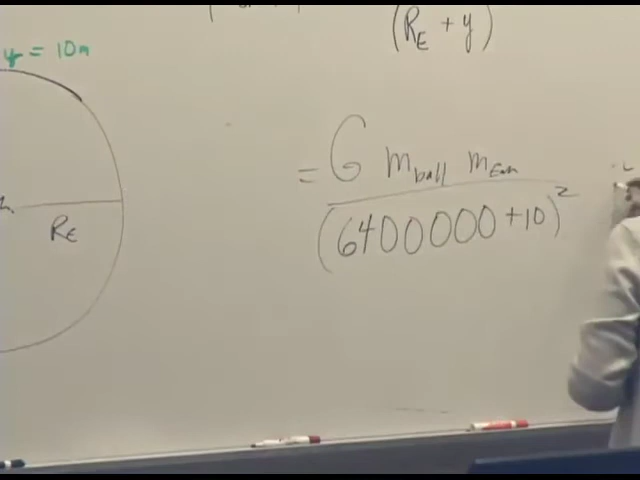 (R_E + y)
y = 10m
= G m_ball m_Earth
(6400000 + 10)^2
R_E